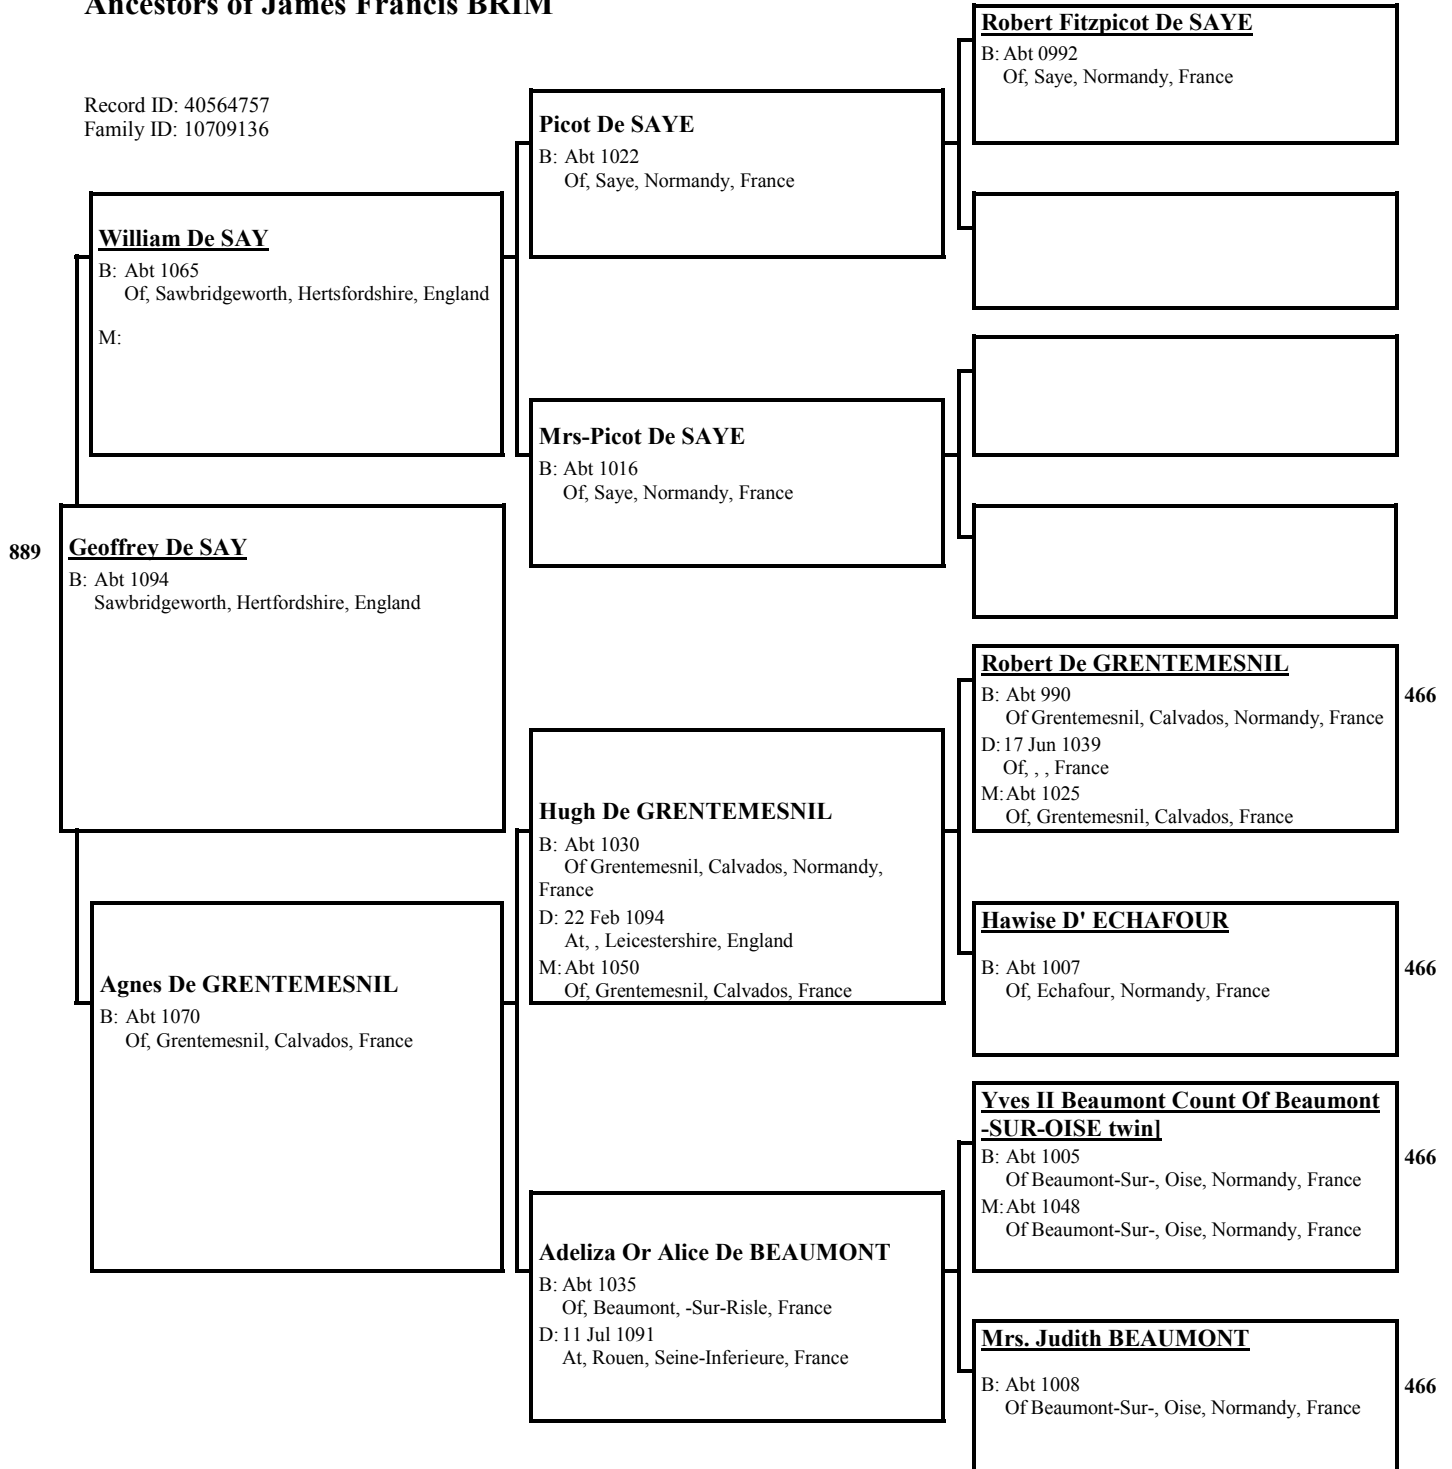 Ancestors of James Francis BRIM
Record ID: 40564757
Family ID: 10709136
Robert Fitzpicot De SAYE
B: Abt 0992
Of, Saye, Normandy, France
Picot De SAYE
B: Abt 1022
Of, Saye, Normandy, France
William De SAY
B: Abt 1065
Of, Sawbridgeworth, Hertsfordshire, England
M:
Mrs-Picot De SAYE
B: Abt 1016
Of, Saye, Normandy, France
889
Geoffrey De SAY
B: Abt 1094
Sawbridgeworth, Hertfordshire, England
Robert De GRENTEMESNIL
B: Abt 990
Of Grentemesnil, Calvados, Normandy, France
D: 17 Jun 1039
Of, , , France
M: Abt 1025
Of, Grentemesnil, Calvados, France
466
Hugh De GRENTEMESNIL
B: Abt 1030
Of Grentemesnil, Calvados, Normandy,
France
D: 22 Feb 1094
At, , Leicestershire, England
M: Abt 1050
Of, Grentemesnil, Calvados, France
Hawise D' ECHAFOUR
B: Abt 1007
Of, Echafour, Normandy, France
466
Agnes De GRENTEMESNIL
B: Abt 1070
Of, Grentemesnil, Calvados, France
Yves II Beaumont Count Of Beaumont
-SUR-OISE twin]
B: Abt 1005
Of Beaumont-Sur-, Oise, Normandy, France
M: Abt 1048
Of Beaumont-Sur-, Oise, Normandy, France
466
Adeliza Or Alice De BEAUMONT
B: Abt 1035
Of, Beaumont, -Sur-Risle, France
D: 11 Jul 1091
At, Rouen, Seine-Inferieure, France
Mrs. Judith BEAUMONT
B: Abt 1008
Of Beaumont-Sur-, Oise, Normandy, France
466